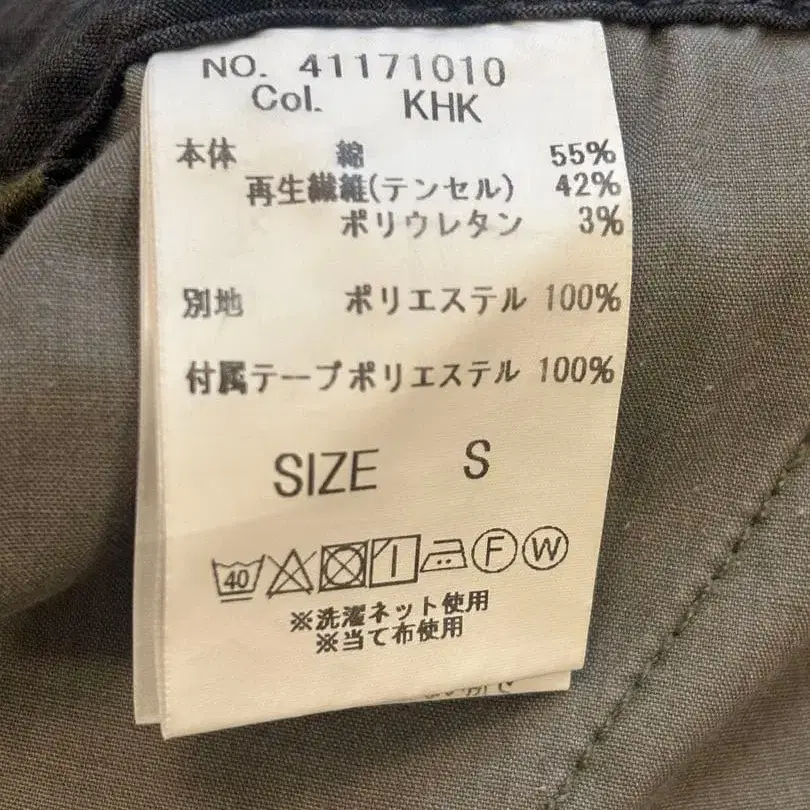 NO. 41171010
Col. KHK
本体 綿 55%
再生繊維(テンセル) 42%
ポリウレタン 3%
別地 ポリエステル 100%
付属テープポリエステル 100%
SIZE S
40 F W
※洗濯ネット使用
※当て布使用